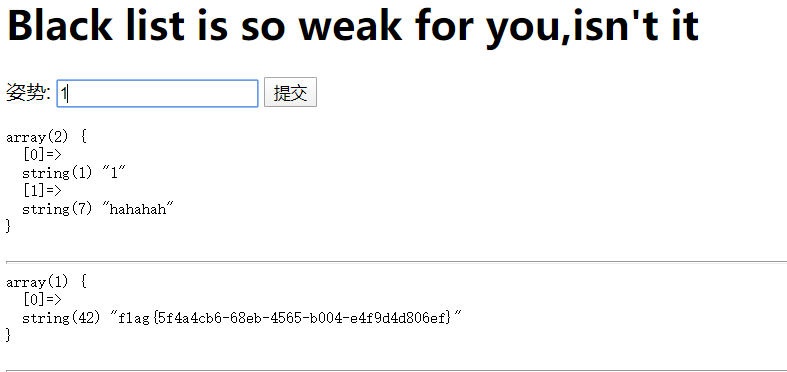 Black list is so weak for you,isn't it
姿势: 1 提交
array(2) {
  [0]=>
  string(1) "1"
  [1]=>
  string(7) "hahahah"
}
array(1) {
  [0]=>
  string(42) "flag{5f4a4cb6-68eb-4565-b004-e4f9d4d806ef}"
}